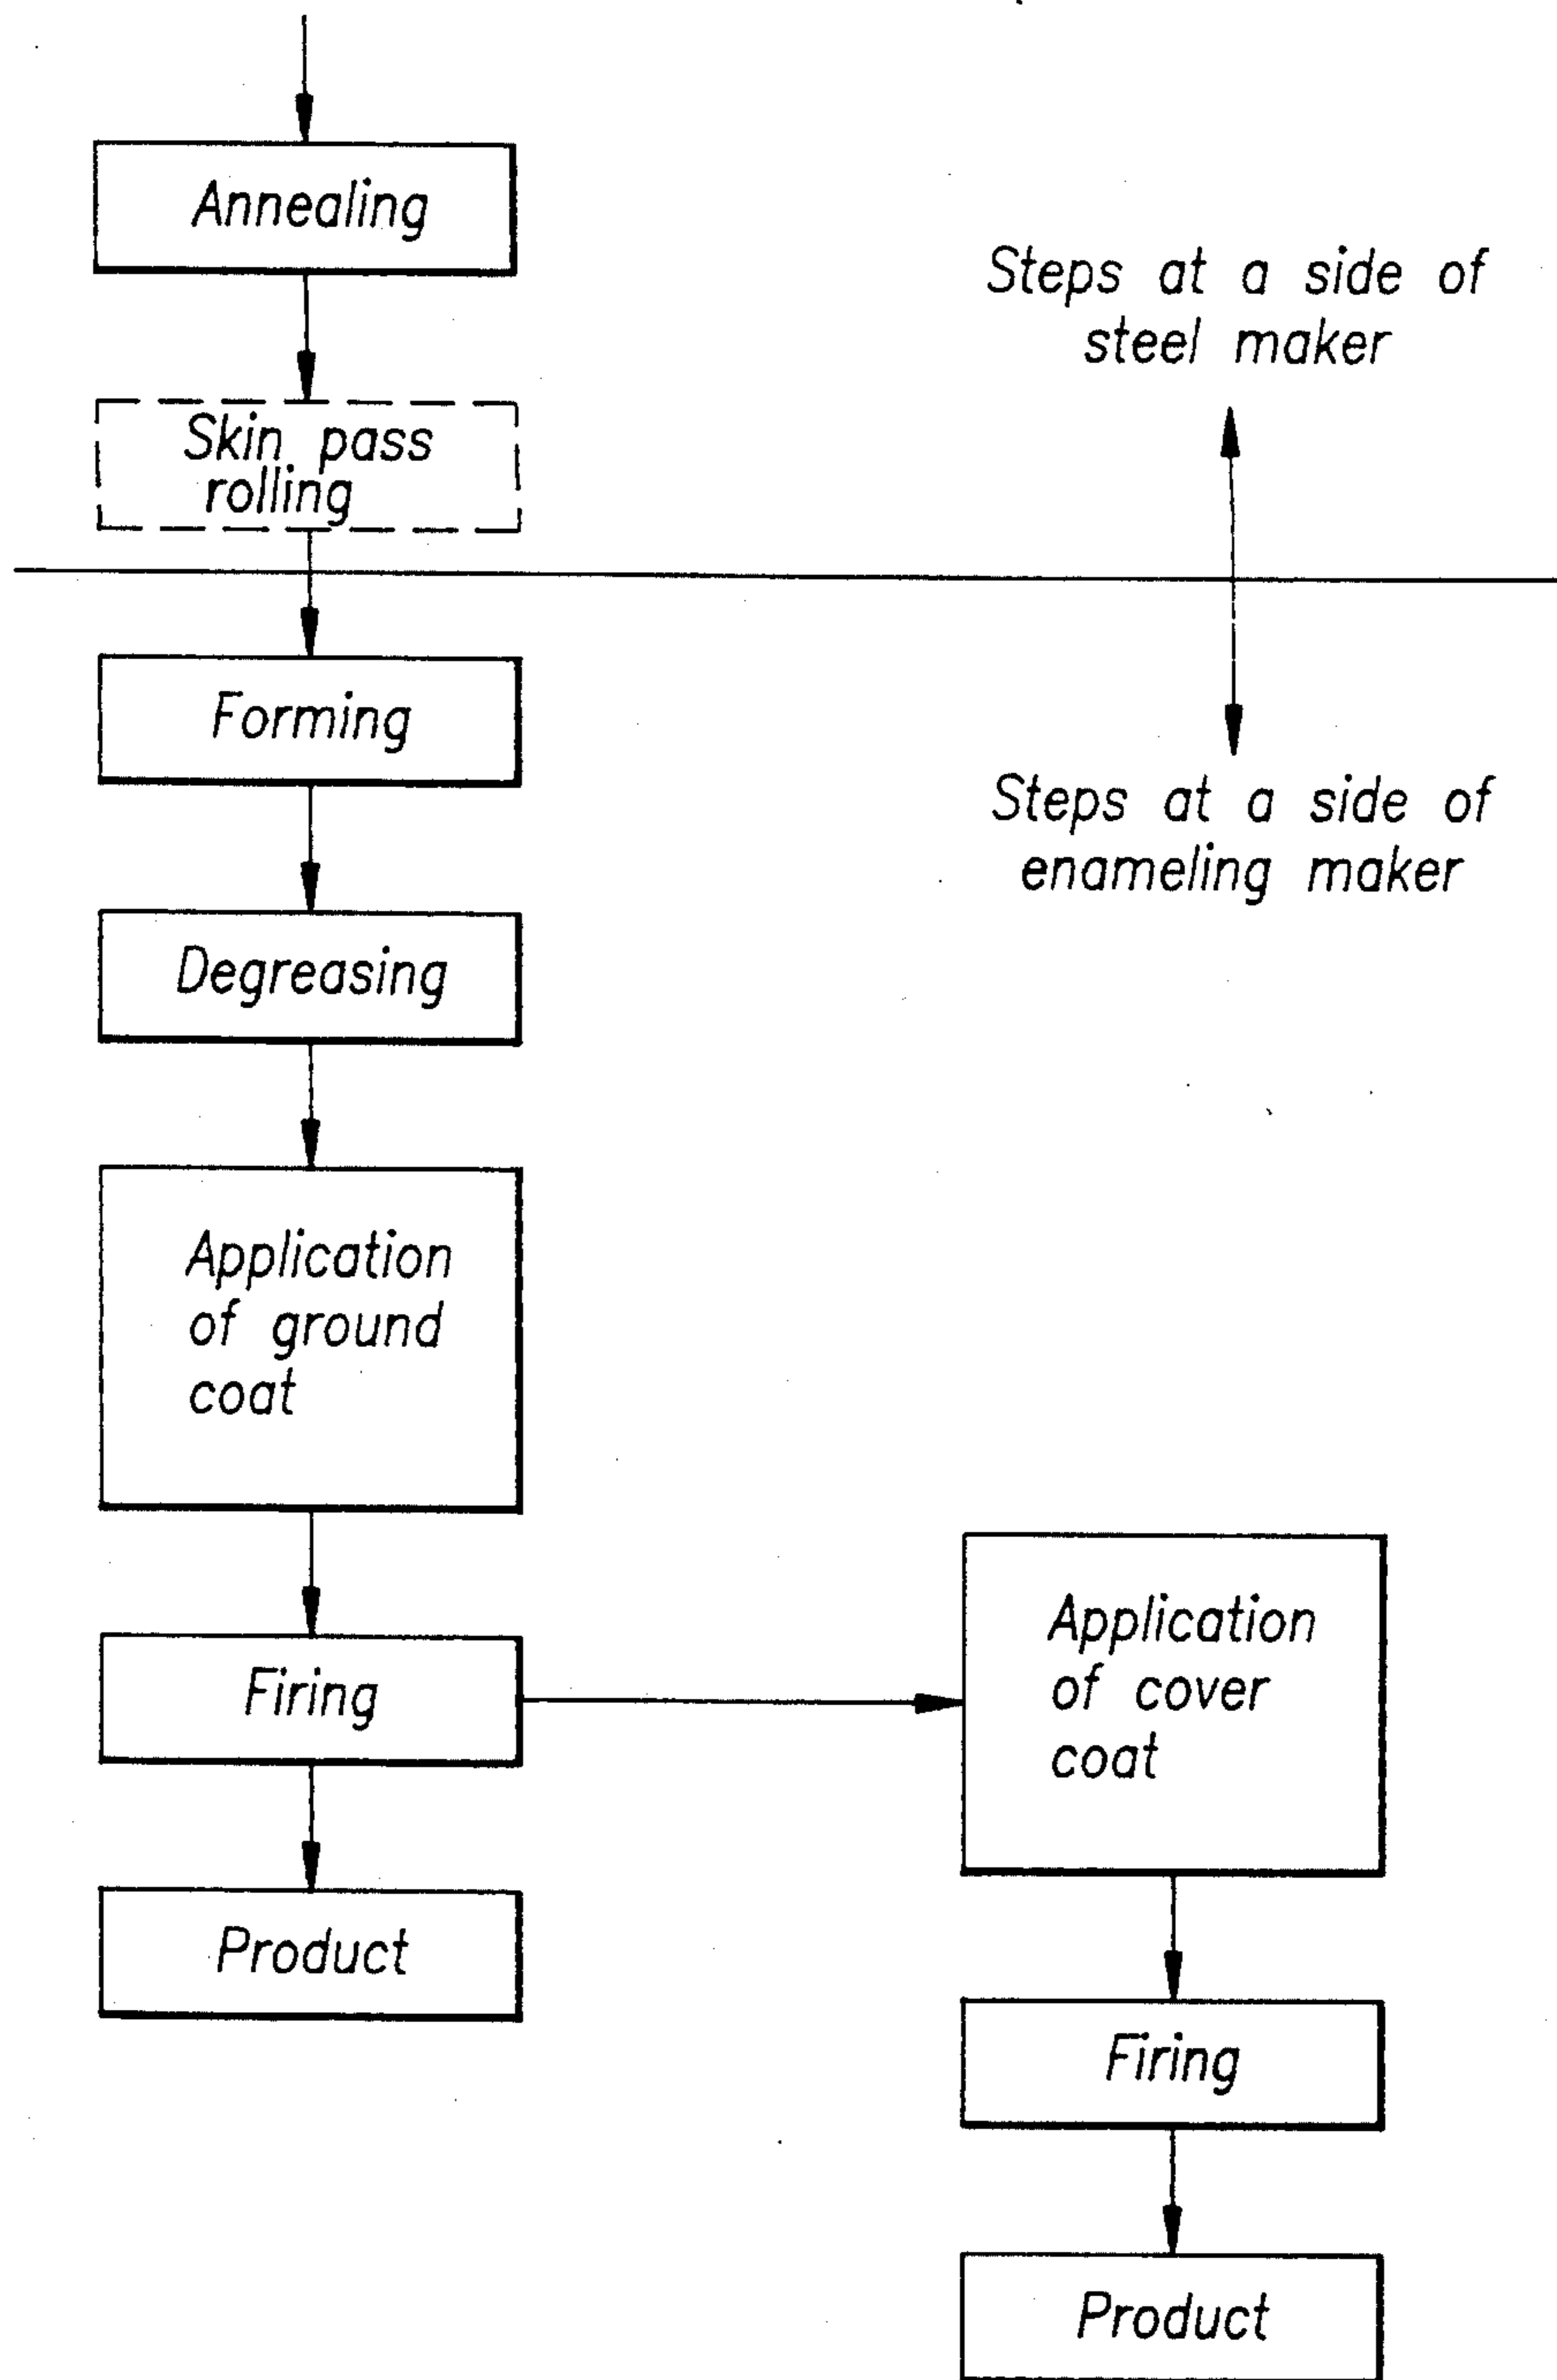 Annealing
Steps at a side of
steel maker
Skin pass
rolling
Forming
Steps at a side of
enameling maker
Degreasing
Application
of ground
coat
Firing
Application
of cover
coat
Product
Firing
Product